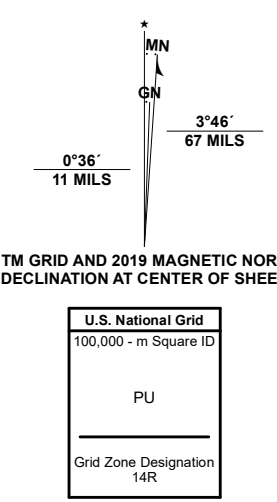 ★
MN
GN
3°46´
67 MILS
0°36´
11 MILS
TM GRID AND 2019 MAGNETIC NOR
DECLINATION AT CENTER OF SHEE
U.S. National Grid
100,000 - m Square ID
PU
Grid Zone Designation
14R